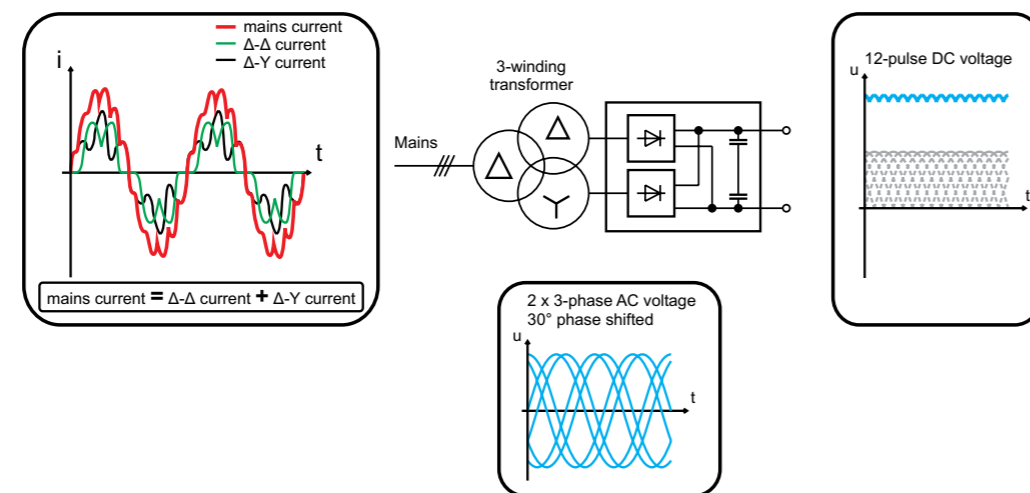 mains current
Δ-Δ current
Δ-Y current
i
t
mains current = Δ-Δ current + Δ-Y current
3-winding
transformer
Mains
Δ
Δ
Y
12-pulse DC voltage
u
t
2 x 3-phase AC voltage
30° phase shifted
u
t